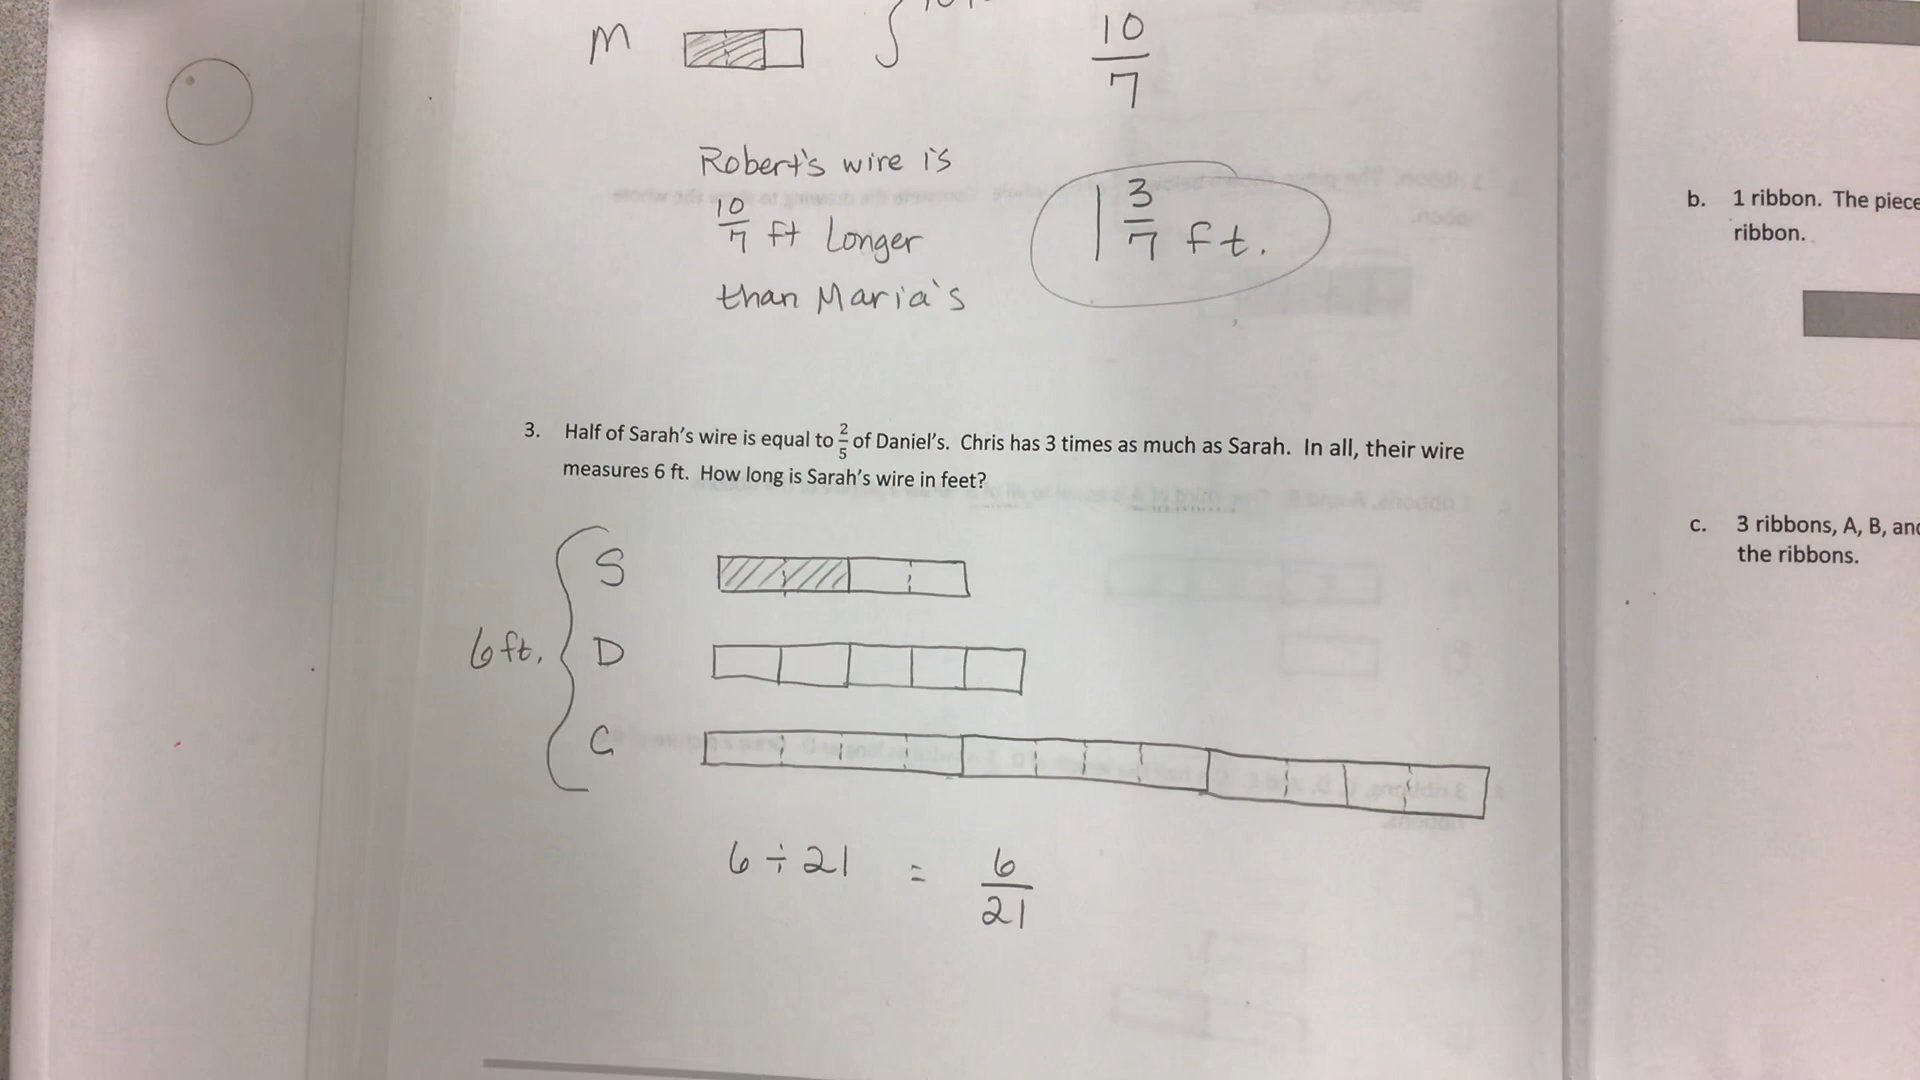 M
10
7
Robert's wire is
10/7 ft Longer
than Maria's
1 3/7 ft.
3. Half of Sarah's wire is equal to 2/5 of Daniel's. Chris has 3 times as much as Sarah. In all, their wire
measures 6 ft. How long is Sarah's wire in feet?
6ft.
S
D
C
6 ÷ 21 = 6/21
b. 1 ribbon. The piece
ribbon.
c. 3 ribbons, A, B, and
the ribbons.